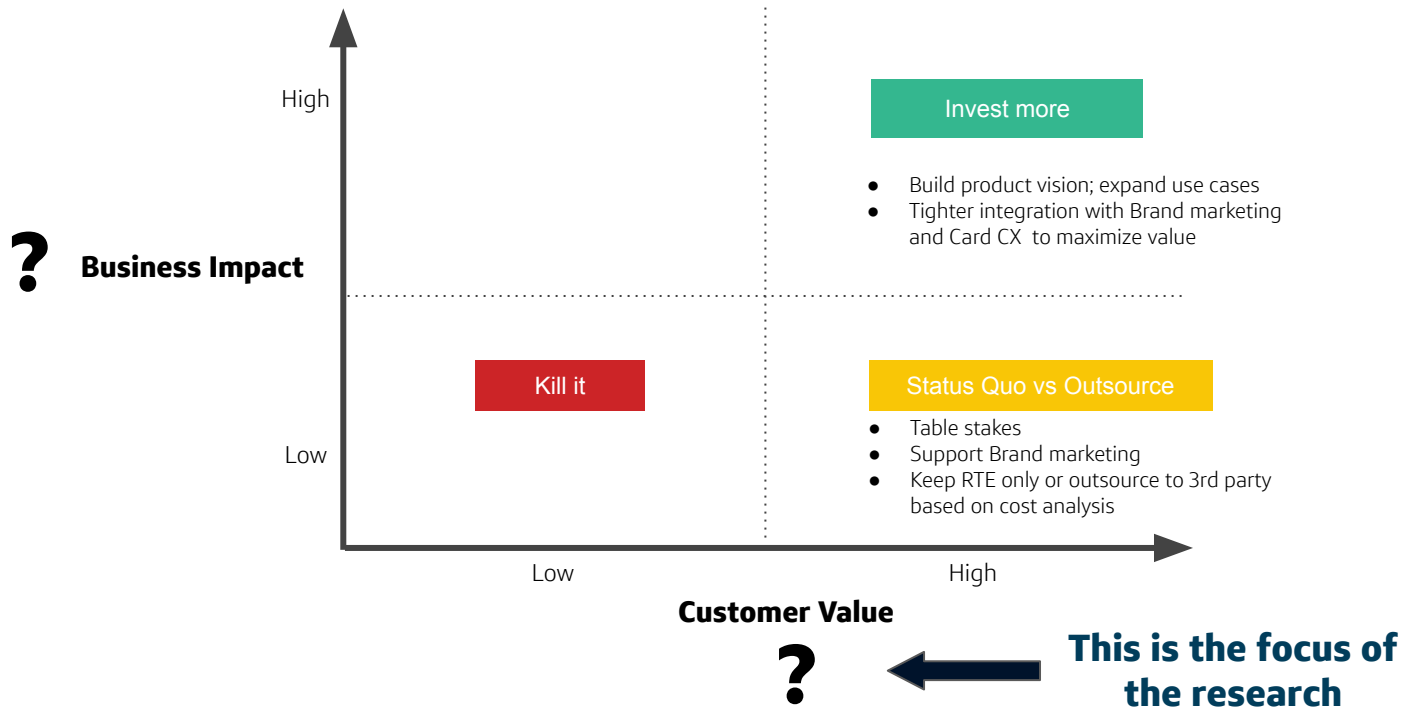 High
Invest more
● Build product vision; expand use cases
● Tighter integration with Brand marketing
and Card CX to maximize value
?
Business Impact
Kill it
Status Quo vs Outsource
Low
● Table stakes
● Support Brand marketing
● Keep RTE only or outsource to 3rd party
based on cost analysis
Low
High
Customer Value
?
This is the focus of
the research